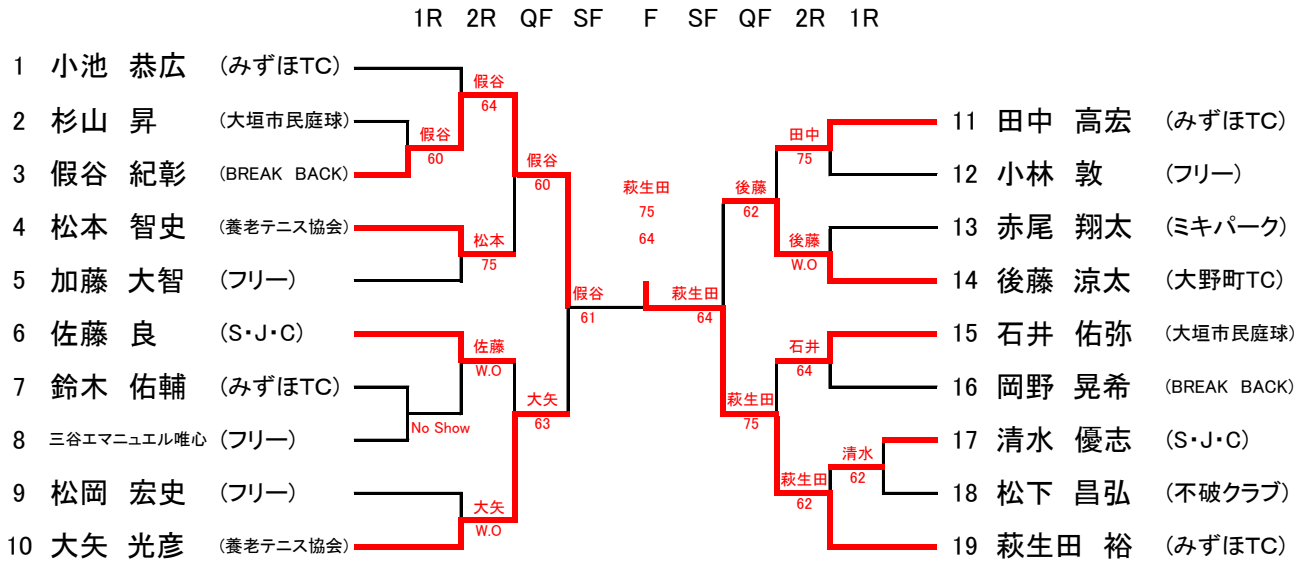 1R 2R QF SF F SF QF 2R 1R
1 小池 恭広 (みずほTC)
2 杉山 昇 (大垣市民庭球)
3 假谷 紀彰 (BREAK BACK)
4 松本 智史 (養老テニス協会)
5 加藤 大智 (フリー)
6 佐藤 良 (S・J・C)
7 鈴木 佑輔 (みずほTC)
8 三谷エマニュエル唯心 (フリー)
9 松岡 宏史 (フリー)
10 大矢 光彦 (養老テニス協会)
假谷
60
No Show
假谷
64
松本
75
佐藤
W.O
大矢
W.O
假谷
60
大矢
63
假谷
61
萩生田
75
64
萩生田
64
後藤
62
萩生田
75
田中
75
後藤
W.O
石井
64
萩生田
62
清水
62
11 田中 高宏 (みずほTC)
12 小林 敦 (フリー)
13 赤尾 翔太 (ミキパーク)
14 後藤 涼太 (大野町TC)
15 石井 佑弥 (大垣市民庭球)
16 岡野 晃希 (BREAK BACK)
17 清水 優志 (S・J・C)
18 松下 昌弘 (不破クラブ)
19 萩生田 裕 (みずほTC)